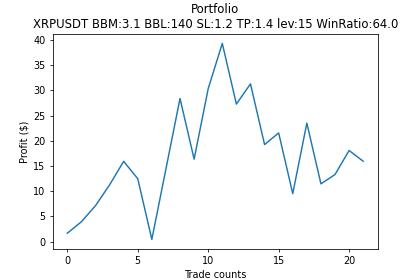 Portfolio
XRPUSDT BBM:3.1 BBL:140 SL:1.2 TP:1.4 lev:15 WinRatio:64.0
40
35
30
25
20
15
10
5
0
Profit ($)
0 5 10 15 20
Trade counts